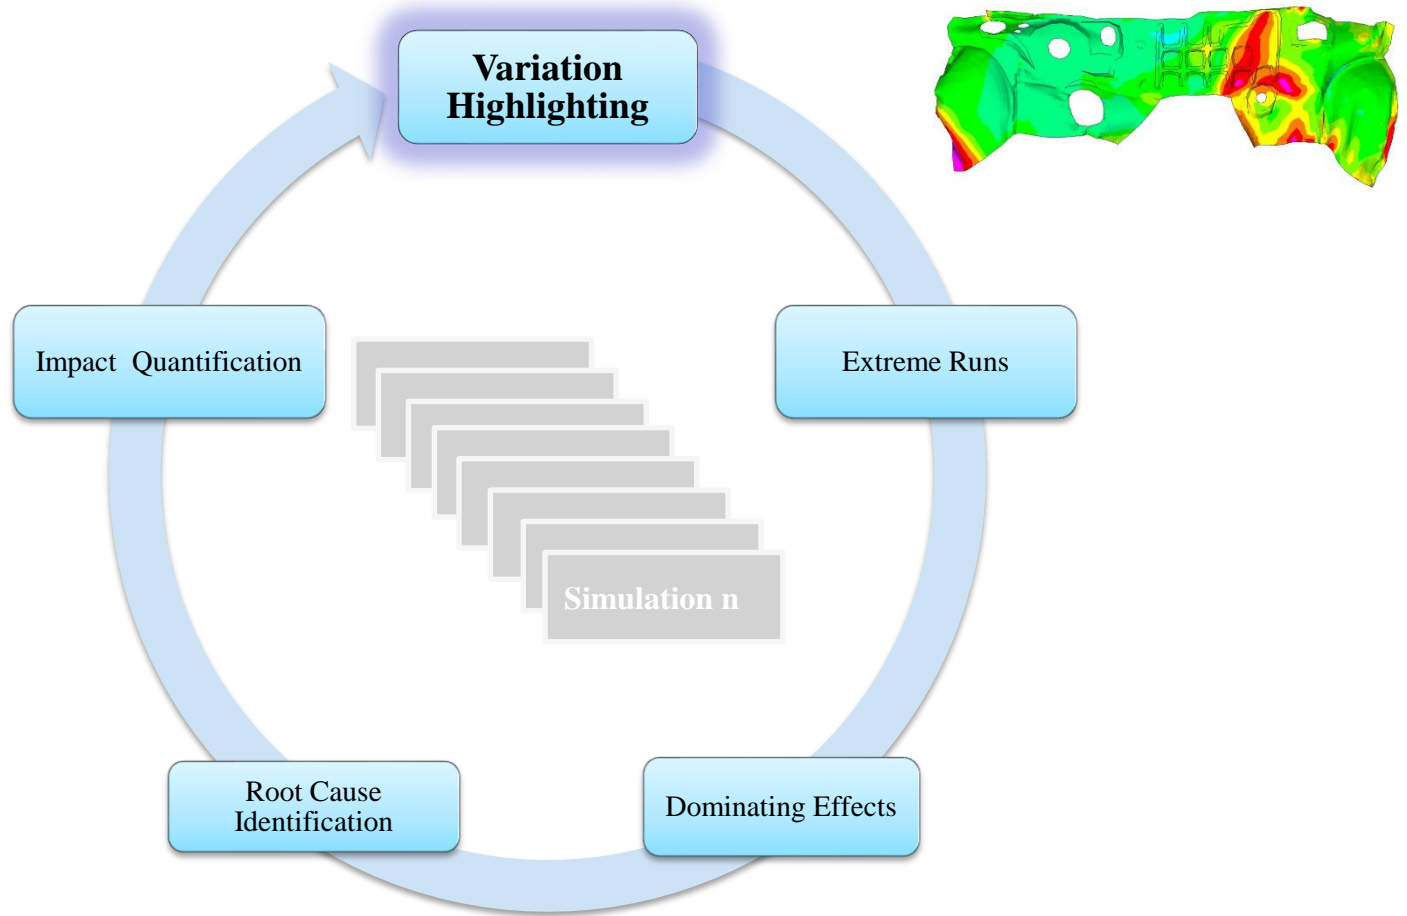 Variation
Highlighting
Impact Quantification
Extreme Runs
Simulation n
Root Cause
Identification
Dominating Effects